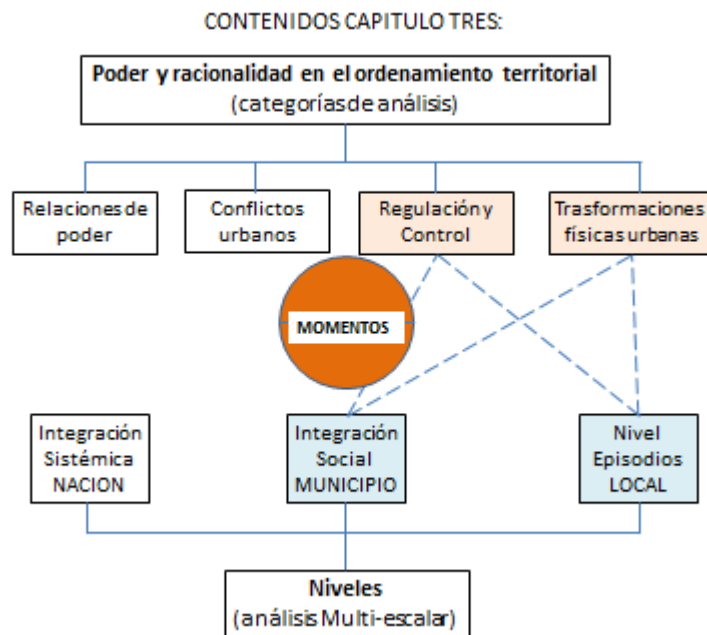 CONTENIDOS CAPITULO TRES:
Poder y racionalidad en el ordenamiento territorial
(categorías de análisis)
Relaciones de
poder
Conflictos
urbanos
Regulación y
Control
Trasformaciones
físicas urbanas
MOMENTOS
Integración
Sistémica
NACION
Integración
Social
MUNICIPIO
Nivel
Episodios
LOCAL
Niveles
(análisis Multi-escalar)